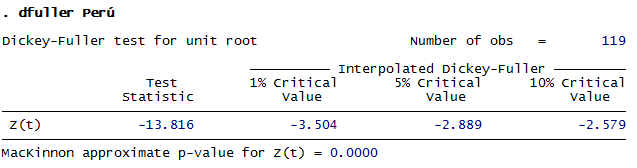 . dfuller Perú
Dickey-Fuller test for unit root Number of obs = 119
Interpolated Dickey-Fuller
Test 1% Critical 5% Critical 10% Critical
Statistic Value Value Value
Z(t) -13.816 -3.504 -2.889 -2.579
MacKinnon approximate p-value for Z(t) = 0.0000